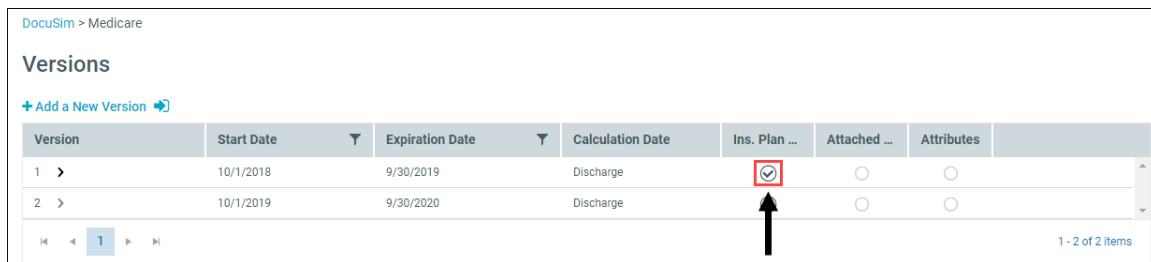 DocuSim > Medicare
Versions
+ Add a New Version
Version Start Date Expiration Date Calculation Date Ins. Plan ... Attached ... Attributes
1 10/1/2018 9/30/2019 Discharge
2 10/1/2019 9/30/2020 Discharge
1 1 - 2 of 2 items